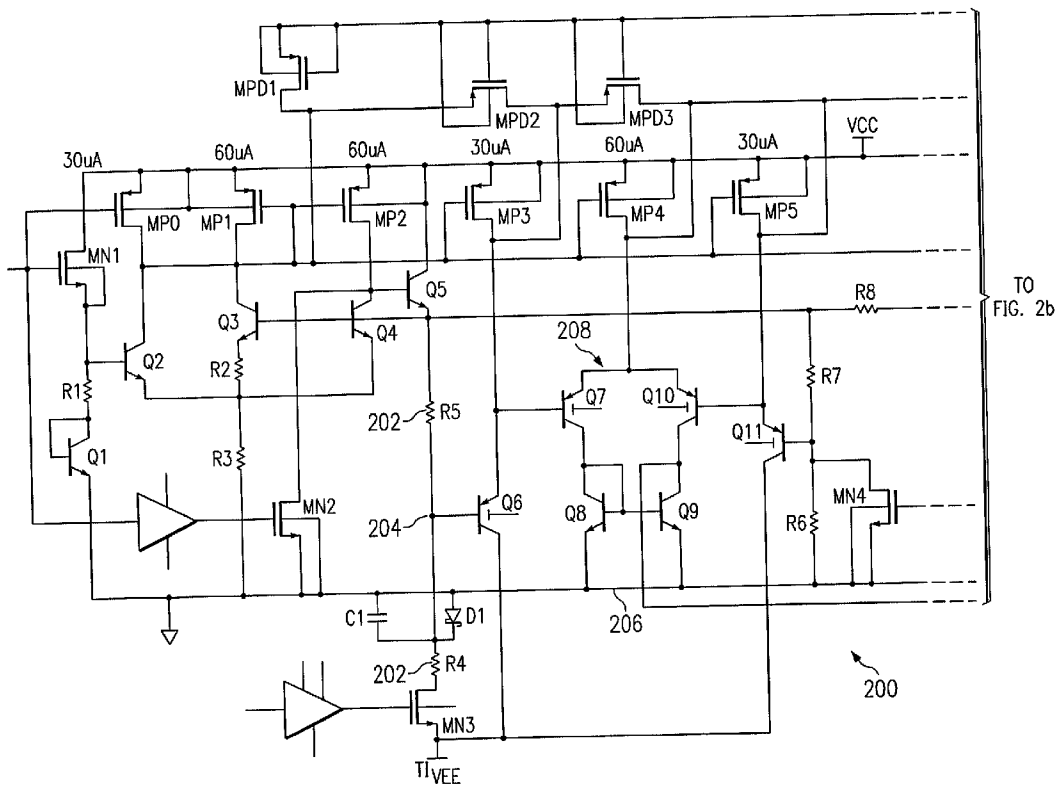 MPD1
MPD2
MPD3
VCC
30uA
60uA
60uA
30uA
60uA
30uA
MP0
MP1
MP2
MP3
MP4
MP5
MN1
Q5
TO
FIG. 2b
R8
Q3
Q4
208
Q2
R2
R7
R1
202
R5
Q7
Q10
Q11
Q1
R3
MN2
Q6
204
Q8
Q9
R6
MN4
C1
D1
206
202
R4
200
MN3
TI VEE